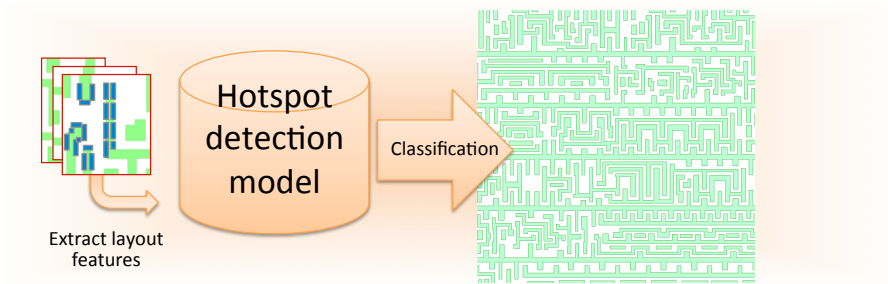 Hotspot
detection
model
Classification
Extract layout
features